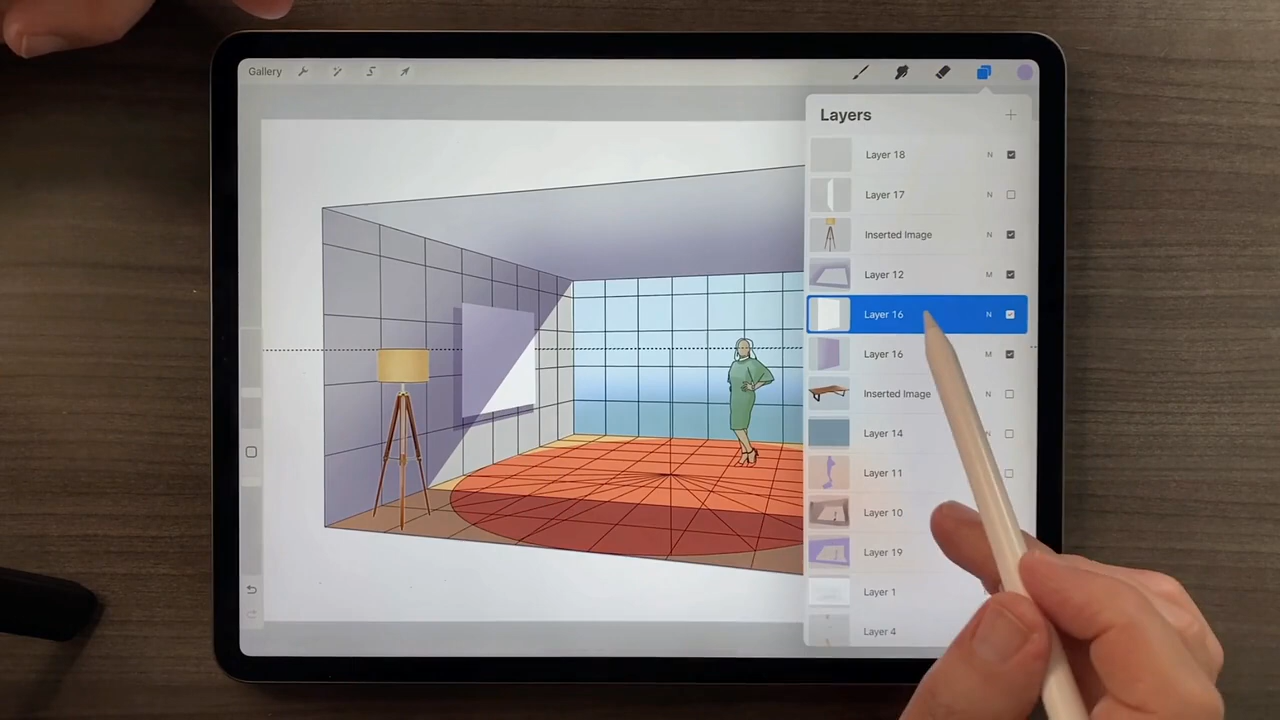 Gallery
Layers
Layer 18 N
Layer 17 N
Inserted Image N
Layer 12 M
Layer 16 N
Layer 16 M
Inserted Image N
Layer 14 N
Layer 11
Layer 10
Layer 19
Layer 1
Layer 4